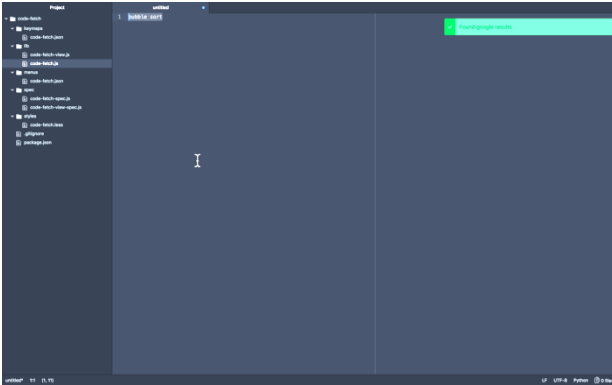 Project
code-fetch
keymaps
code-fetch.json
lib
code-fetch-view.js
code-fetch.js
menus
code-fetch.json
spec
code-fetch-spec.js
code-fetch-view-spec.js
styles
code-fetch.less
.gitignore
package.json
untitled
1 bubble sort
Found google results
untitled* 1:1 (1, 11)
LF UTF-8 Python